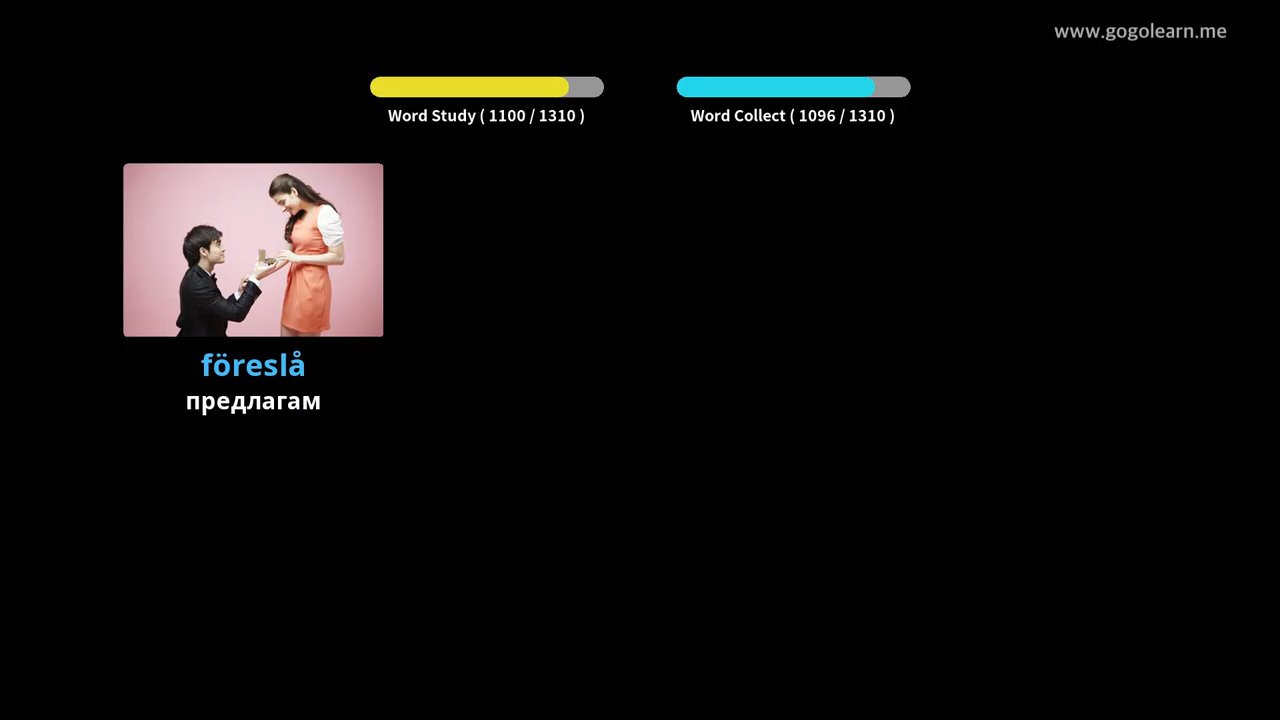 www.gogolearn.me
Word Study ( 1100 / 1310 )
Word Collect ( 1096 / 1310 )
föreslå
предлагам